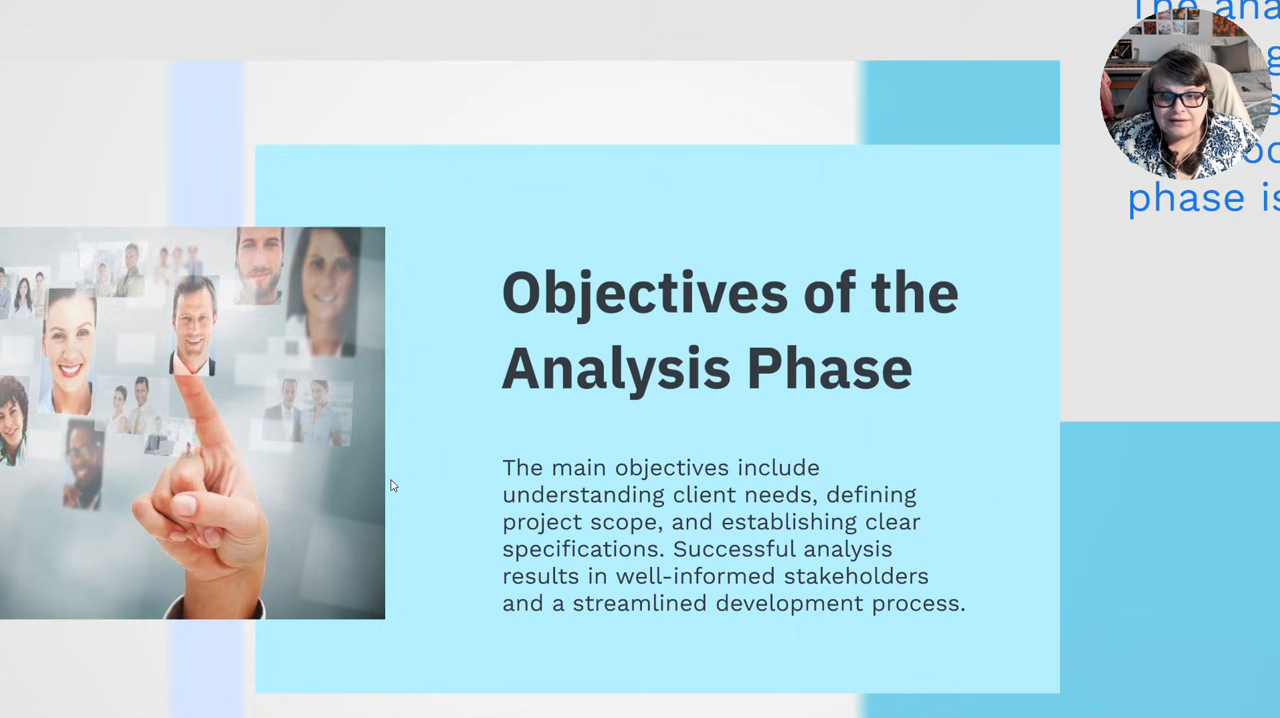 Objectives of the
Analysis Phase
The main objectives include
understanding client needs, defining
project scope, and establishing clear
specifications. Successful analysis
results in well-informed stakeholders
and a streamlined development process.
The
phase is